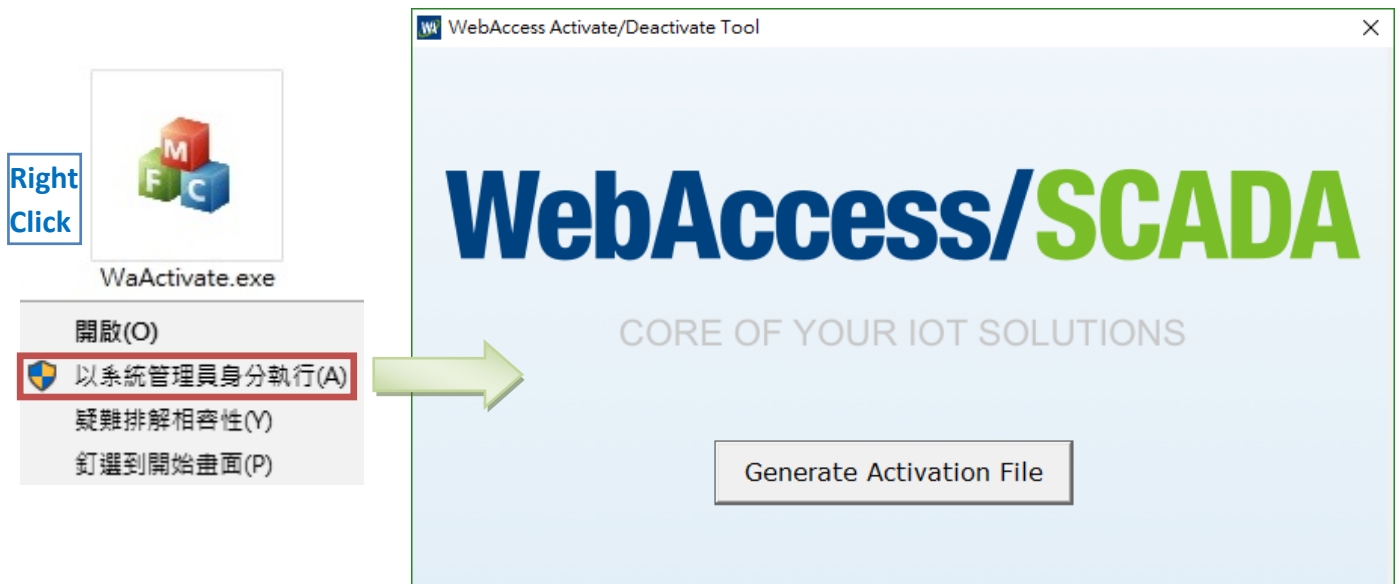 WebAccess Activate/Deactivate Tool
M
F C
Right
Click
WaActivate.exe
開啟(O)
以系統管理員身分執行(A)
疑難排解相容性(Y)
釘選到開始畫面(P)
WebAccess/SCADA
CORE OF YOUR IOT SOLUTIONS
Generate Activation File